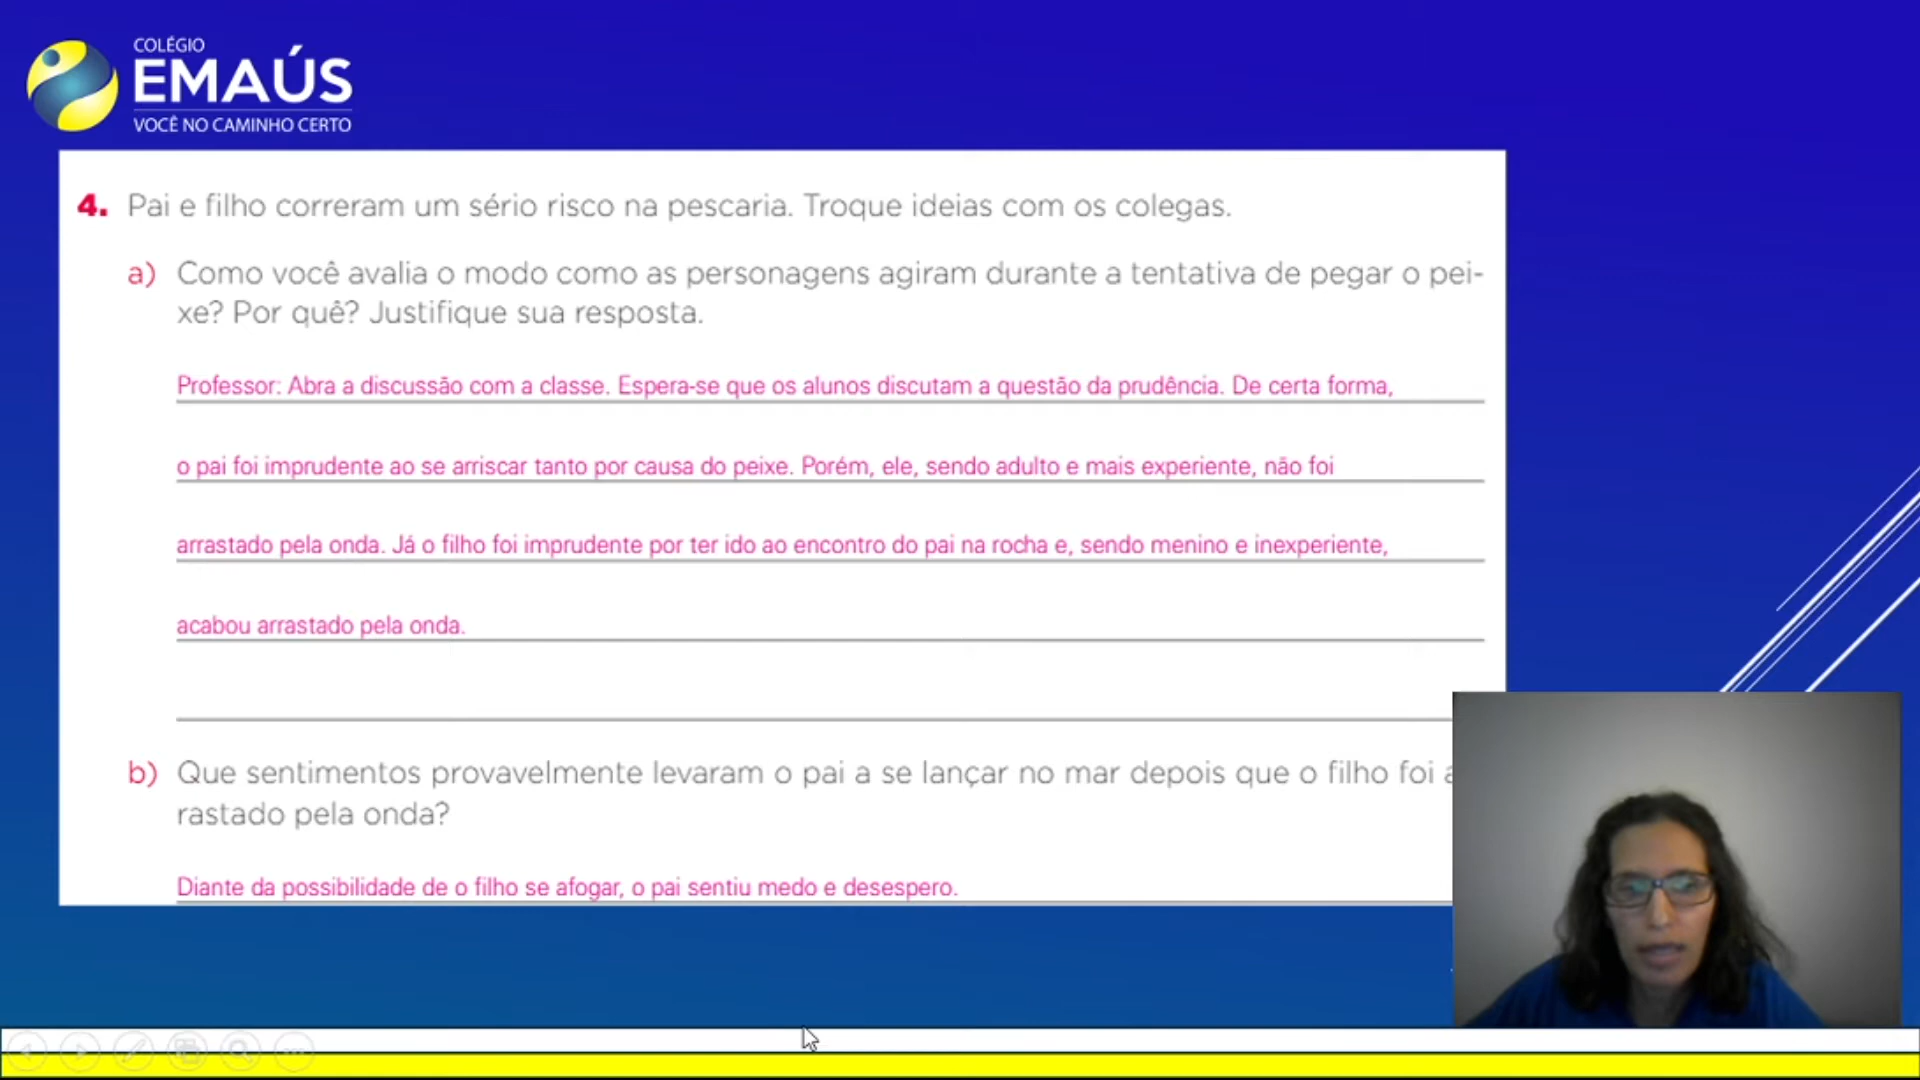 COLÉGIO
EMAÚS
VOCÊ NO CAMINHO CERTO
4. Pai e filho correram um sério risco na pescaria. Troque ideias com os colegas.
a) Como você avalia o modo como as personagens agiram durante a tentativa de pegar o pei-
xe? Por quê? Justifique sua resposta.
Professor: Abra a discussão com a classe. Espera-se que os alunos discutam a questão da prudência. De certa forma,
o pai foi imprudente ao se arriscar tanto por causa do peixe. Porém, ele, sendo adulto e mais experiente, não foi
arrastado pela onda. Já o filho foi imprudente por ter ido ao encontro do pai na rocha e, sendo menino e inexperiente,
acabou arrastado pela onda.
b) Que sentimentos provavelmente levaram o pai a se lançar no mar depois que o filho foi
rastado pela onda?
Diante da possibilidade de o filho se afogar, o pai sentiu medo e desespero.